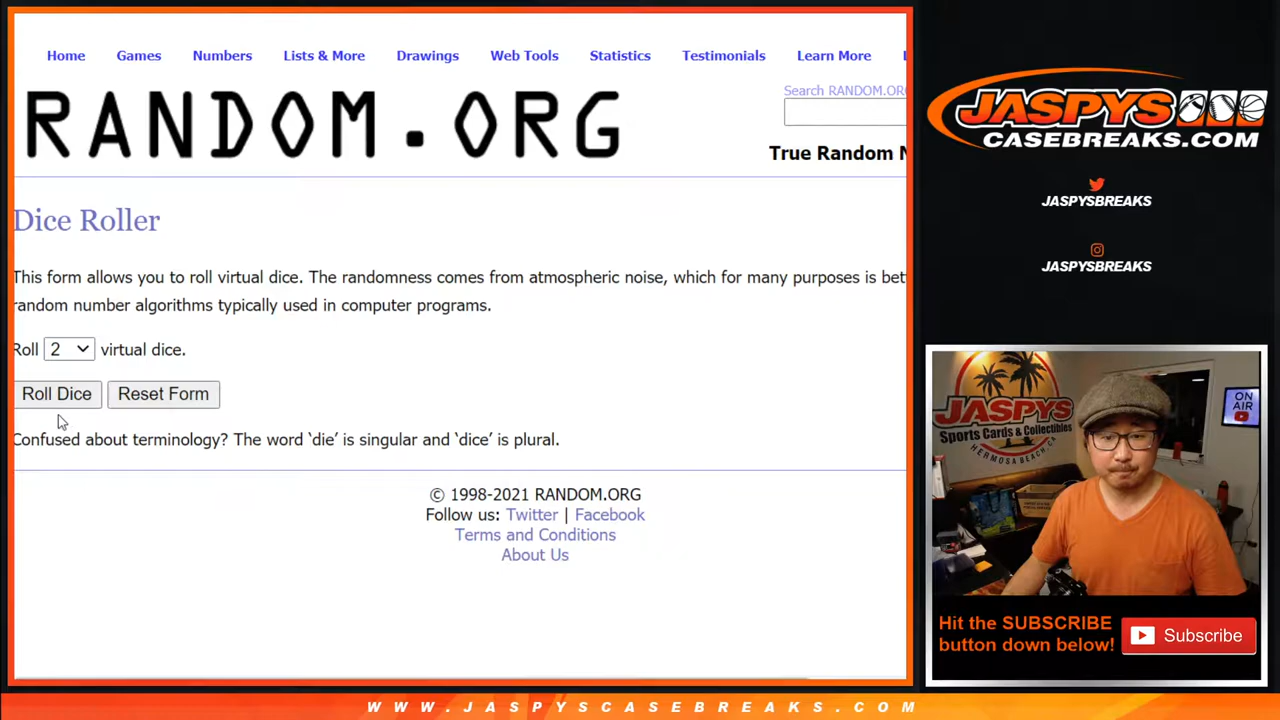 Home Games Numbers Lists & More Drawings Web Tools Statistics Testimonials Learn More
Search RANDOM.OR
RANDOM.ORG
True Random N
Dice Roller
This form allows you to roll virtual dice. The randomness comes from atmospheric noise, which for many purposes is bet
random number algorithms typically used in computer programs.
Roll 2 virtual dice.
Roll Dice Reset Form
Confused about terminology? The word ‘die’ is singular and ‘dice’ is plural.
© 1998-2021 RANDOM.ORG
Follow us: Twitter | Facebook
Terms and Conditions
About Us
JASPYS
CASEBREAKS.COM
JASPYSBREAKS
JASPYSBREAKS
JASPYS
Sports Cards & Collectibles
HERMOSA BEACH, CA
ON AIR
Hit the SUBSCRIBE
button down below!
Subscribe
WWW.JASPYSCASEBREAKS.COM